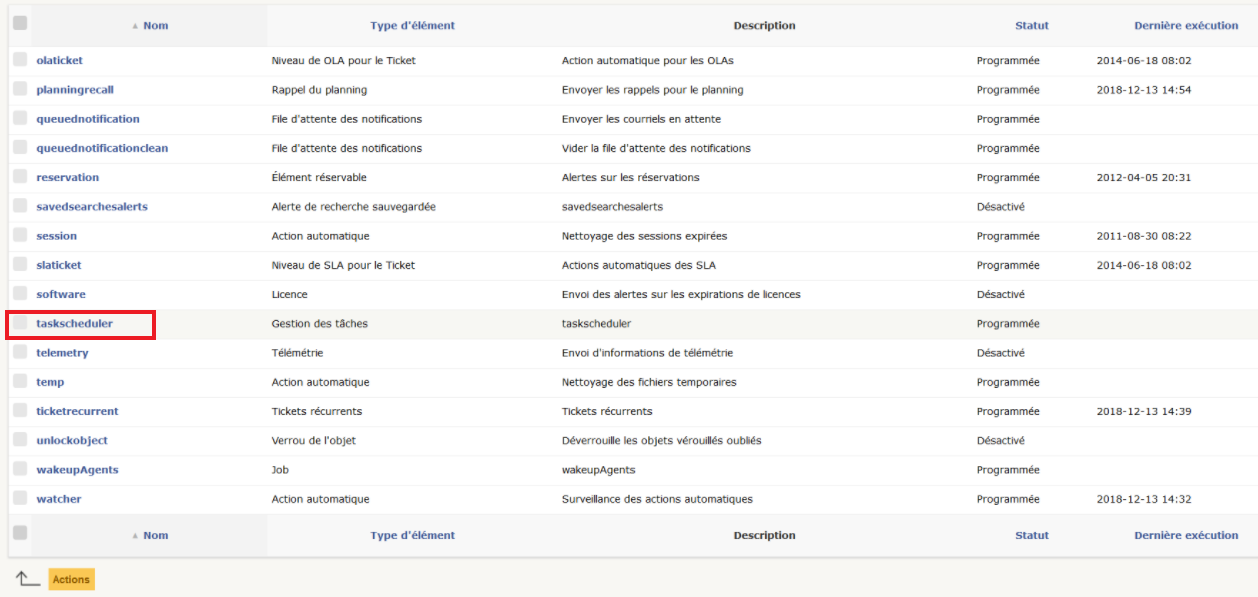 ▲ Nom Type d'élément Description Statut Dernière exécution
olaticket Niveau de OLA pour le Ticket Action automatique pour les OLAs Programmée 2014-06-18 08:02
planningrecall Rappel du planning Envoyer les rappels pour le planning Programmée 2018-12-13 14:54
queuednotification File d'attente des notifications Envoyer les courriels en attente Programmée
queuednotificationclean File d'attente des notifications Vider la file d'attente des notifications Programmée
reservation Élément réservable Alertes sur les réservations Programmée 2012-04-05 20:31
savedsearchesalerts Alerte de recherche sauvegardée savedsearchesalerts Désactivé
session Action automatique Nettoyage des sessions expirées Programmée 2011-08-30 08:22
slaticket Niveau de SLA pour le Ticket Actions automatiques des SLA Programmée 2014-06-18 08:02
software Licence Envoi des alertes sur les expirations de licences Désactivé
taskscheduler Gestion des tâches taskscheduler Programmée
telemetry Télémétrie Envoi d'informations de télémétrie Désactivé
temp Action automatique Nettoyage des fichiers temporaires Programmée
ticketrecurrent Tickets récurrents Tickets récurrents Programmée 2018-12-13 14:39
unlockobject Verrou de l'objet Déverrouille les objets vérouillés oubliés Désactivé
wakeupAgents Job wakeupAgents Programmée
watcher Action automatique Surveillance des actions automatiques Programmée 2018-12-13 14:32
▲ Nom Type d'élément Description Statut Dernière exécution
Actions